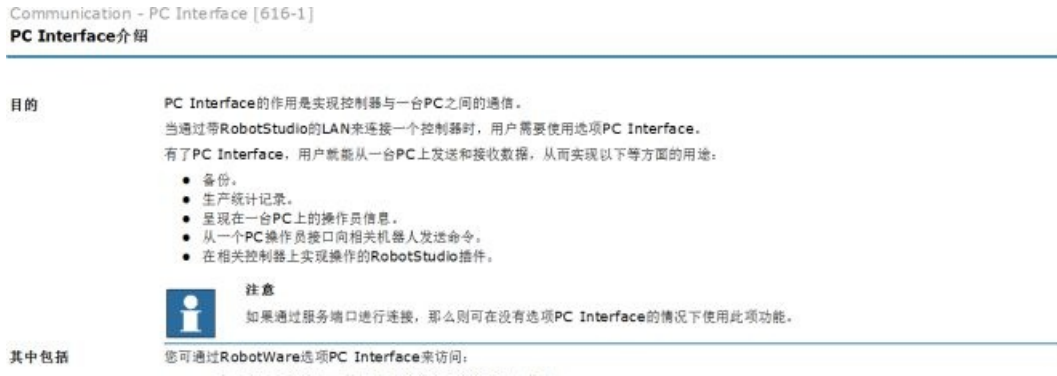 Communication - PC Interface [616-1]
PC Interface介绍
目的
PC Interface的作用是实现控制器与一台PC之间的通信。
当通过带RobotStudio的LAN来连接一个控制器时，用户需要使用选项PC Interface。
有了PC Interface，用户就能从一台PC上发送和接收数据，从而实现以下等方面的用途：
● 备份。
● 生产统计记录。
● 呈现在一台PC上的操作员信息。
● 从一个PC操作员接口向相关机器人发送命令。
● 在相关控制器上实现操作的RobotStudio插件。
注意
如果通过服务端口进行连接，那么则可在没有选项PC Interface的情况下使用此项功能。
其中包括
您可通过RobotWare选项PC Interface来访问：